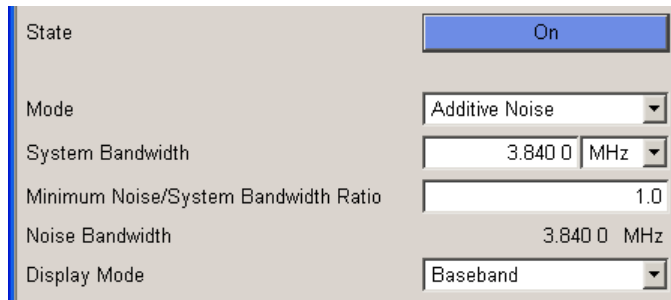 State On
Mode Additive Noise
System Bandwidth 3.840 0 MHz
Minimum Noise/System Bandwidth Ratio 1.0
Noise Bandwidth 3.840 0 MHz
Display Mode Baseband